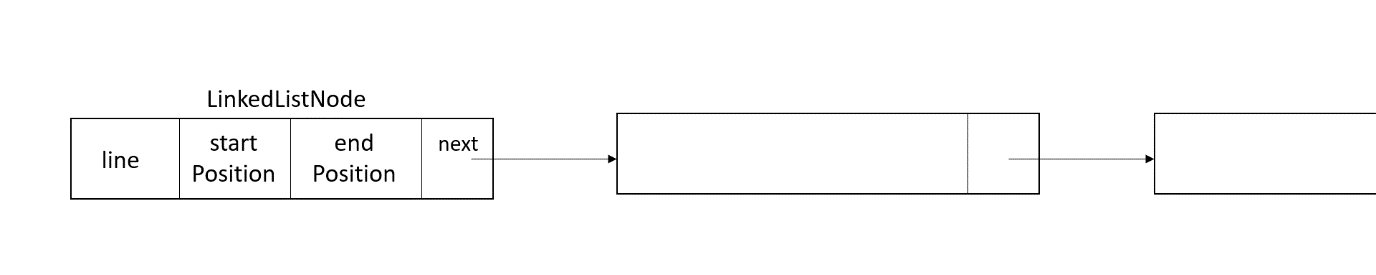 LinkedListNode
line
start
Position
end
Position
next